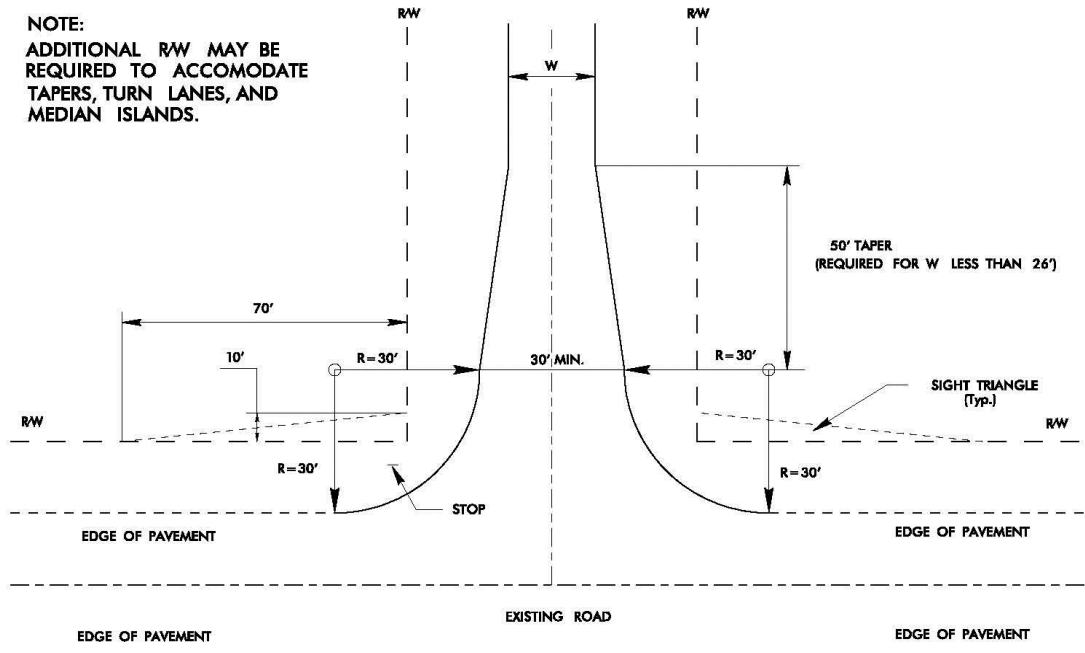 NOTE:
ADDITIONAL R/W MAY BE
REQUIRED TO ACCOMODATE
TAPERS, TURN LANES, AND
MEDIAN ISLANDS.
R/W
R/W
W
50' TAPER
(REQUIRED FOR W LESS THAN 26')
70'
10'
R=30'
30' MIN.
R=30'
SIGHT TRIANGLE
(Typ.)
R/W
R/W
R=30'
R=30'
STOP
EDGE OF PAVEMENT
EDGE OF PAVEMENT
EXISTING ROAD
EDGE OF PAVEMENT
EDGE OF PAVEMENT